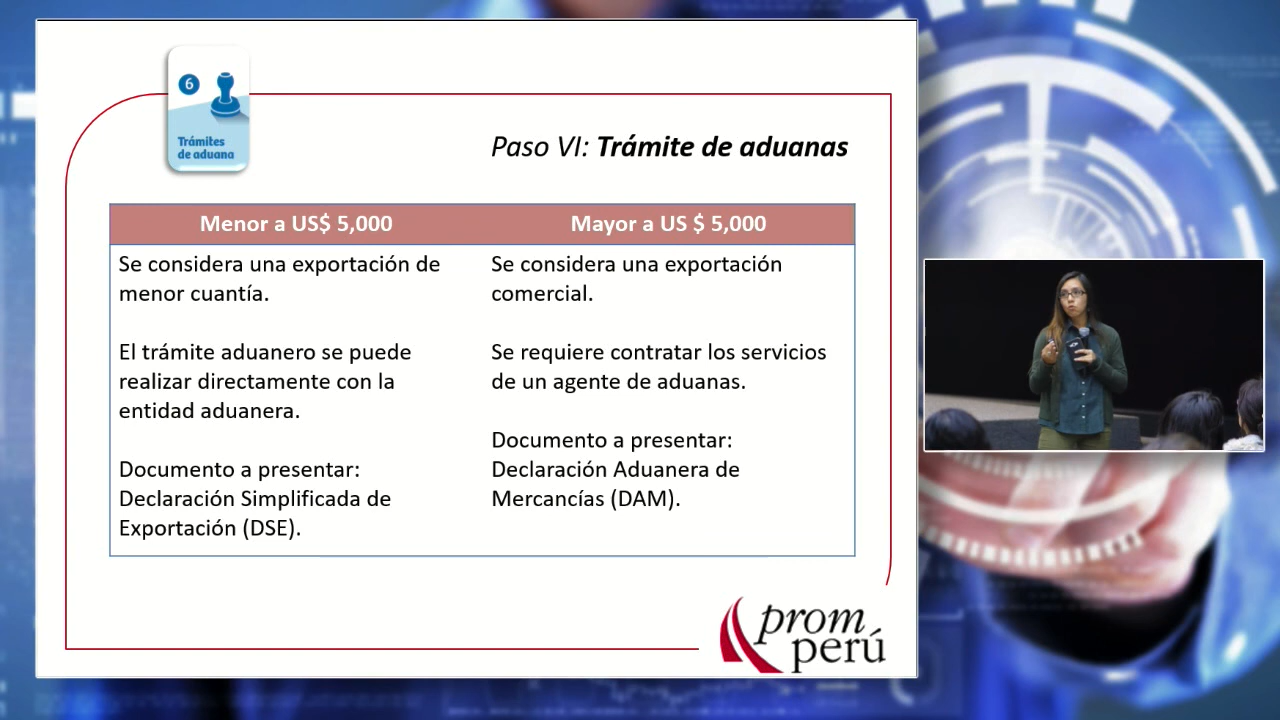 6
Trámites
de aduana
Paso VI: Trámite de aduanas
Menor a US$ 5,000
Mayor a US $ 5,000
Se considera una exportación de
menor cuantía.
El trámite aduanero se puede
realizar directamente con la
entidad aduanera.
Documento a presentar:
Declaración Simplificada de
Exportación (DSE).
Se considera una exportación
comercial.
Se requiere contratar los servicios
de un agente de aduanas.
Documento a presentar:
Declaración Aduanera de
Mercancías (DAM).
prom
perú